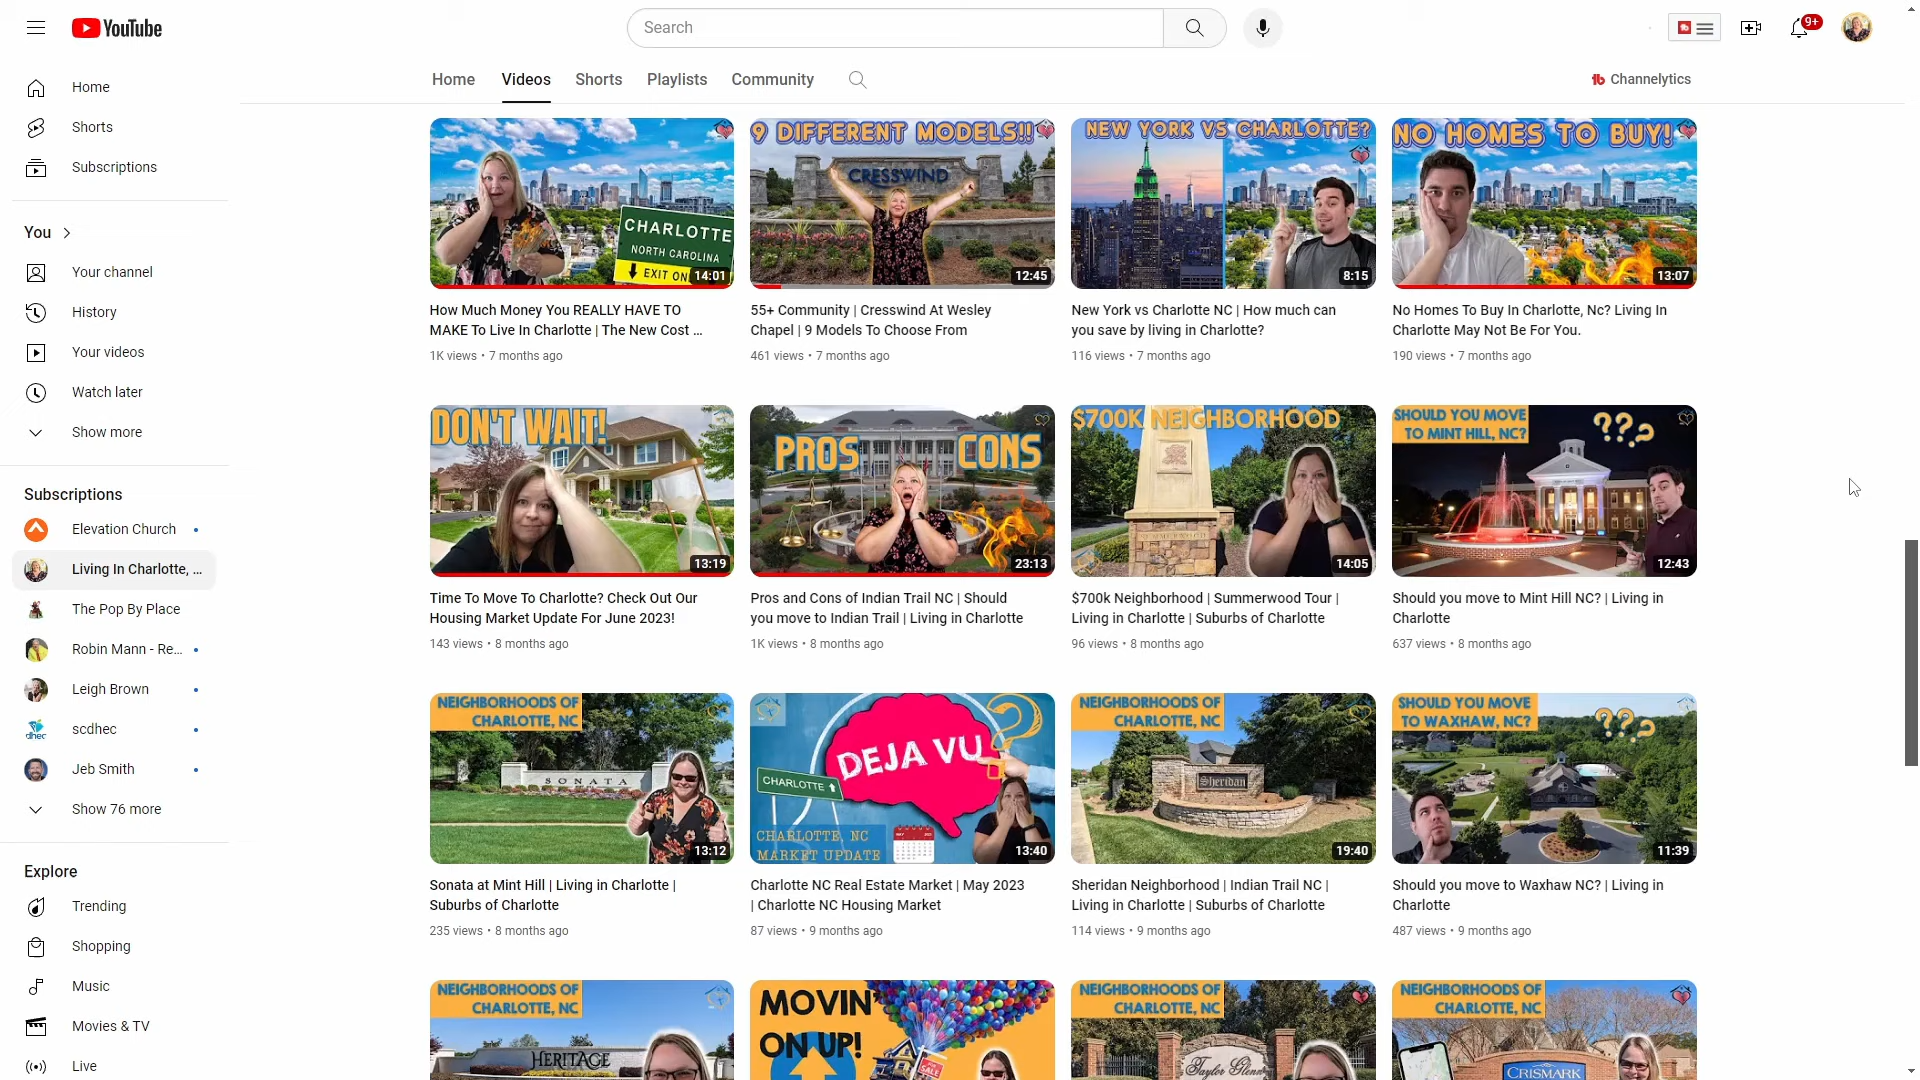 YouTube
Search
9+
Home
Videos
Shorts
Playlists
Community
Channelytics
Home
Shorts
Subscriptions
You
Your channel
History
Your videos
Watch later
Show more
Subscriptions
Elevation Church
Living In Charlotte, ...
The Pop By Place
Robin Mann - Re...
Leigh Brown
scdhec
Jeb Smith
Show 76 more
Explore
Trending
Shopping
Music
Movies & TV
Live
CHARLOTTE
NORTH CAROLINA
EXIT ON
14:01
How Much Money You REALLY HAVE TO
MAKE To Live In Charlotte | The New Cost ...
1K views • 7 months ago
9 DIFFERENT MODELS!!
CRESSWIND
12:45
55+ Community | Cresswind At Wesley
Chapel | 9 Models To Choose From
461 views • 7 months ago
NEW YORK VS CHARLOTTE?
8:15
New York vs Charlotte NC | How much can
you save by living in Charlotte?
116 views • 7 months ago
NO HOMES TO BUY!
13:07
No Homes To Buy In Charlotte, Nc? Living In
Charlotte May Not Be For You.
190 views • 7 months ago
DON'T WAIT!
13:19
Time To Move To Charlotte? Check Out Our
Housing Market Update For June 2023!
143 views • 8 months ago
PROS CONS
23:13
Pros and Cons of Indian Trail NC | Should
you move to Indian Trail | Living in Charlotte
1K views • 8 months ago
$700K NEIGHBORHOOD
14:05
$700k Neighborhood | Summerwood Tour |
Living in Charlotte | Suburbs of Charlotte
96 views • 8 months ago
SHOULD YOU MOVE
TO MINT HILL, NC?
???
12:43
Should you move to Mint Hill NC? | Living in
Charlotte
637 views • 8 months ago
NEIGHBORHOODS OF
CHARLOTTE, NC
SONATA
13:12
Sonata at Mint Hill | Living in Charlotte |
Suburbs of Charlotte
235 views • 8 months ago
DEJA VU
?
CHARLOTTE
CHARLOTTE, NC
MARKET UPDATE
13:40
Charlotte NC Real Estate Market | May 2023
| Charlotte NC Housing Market
87 views • 9 months ago
NEIGHBORHOODS OF
CHARLOTTE, NC
Sheridan
19:40
Sheridan Neighborhood | Indian Trail NC |
Living in Charlotte | Suburbs of Charlotte
114 views • 9 months ago
SHOULD YOU MOVE
TO WAXHAW, NC?
???
11:39
Should you move to Waxhaw NC? | Living in
Charlotte
487 views • 9 months ago
NEIGHBORHOODS OF
CHARLOTTE, NC
HERITAGE
MOVIN'
ON UP!
SALE
NEIGHBORHOODS OF
CHARLOTTE, NC
Taylor Glenn
NEIGHBORHOODS OF
CHARLOTTE, NC
CRISMARK